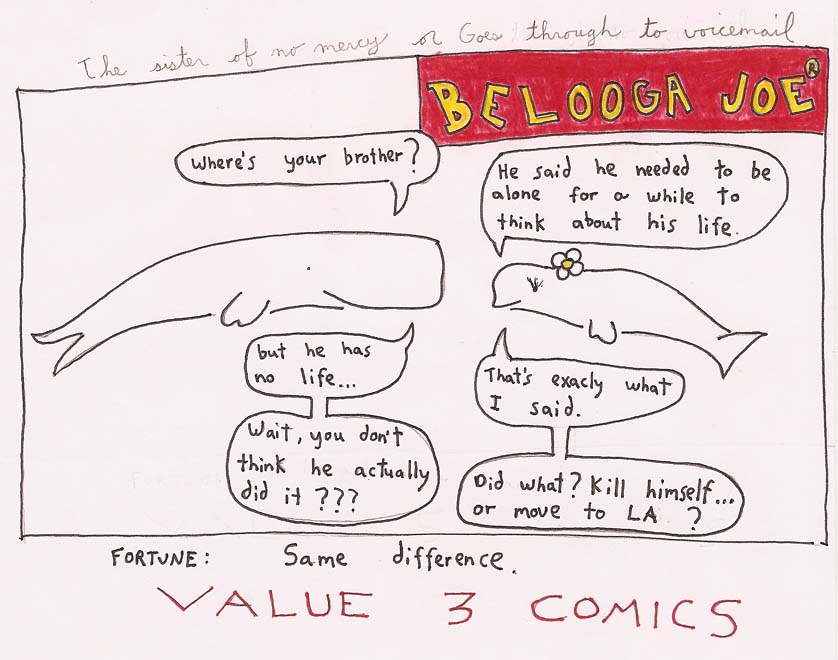 The sister of no mercy or Goes through to voicemail
BELOOGA JOE®
Where's your brother?
He said he needed to be
alone for a while to
think about his life.
but he has
no life...
Wait, you don't
think he actually
did it ???
That's exacly what
I said.
Did what? Kill himself...
or move to LA ?
FORTUNE: Same difference.
VALUE 3 COMICS